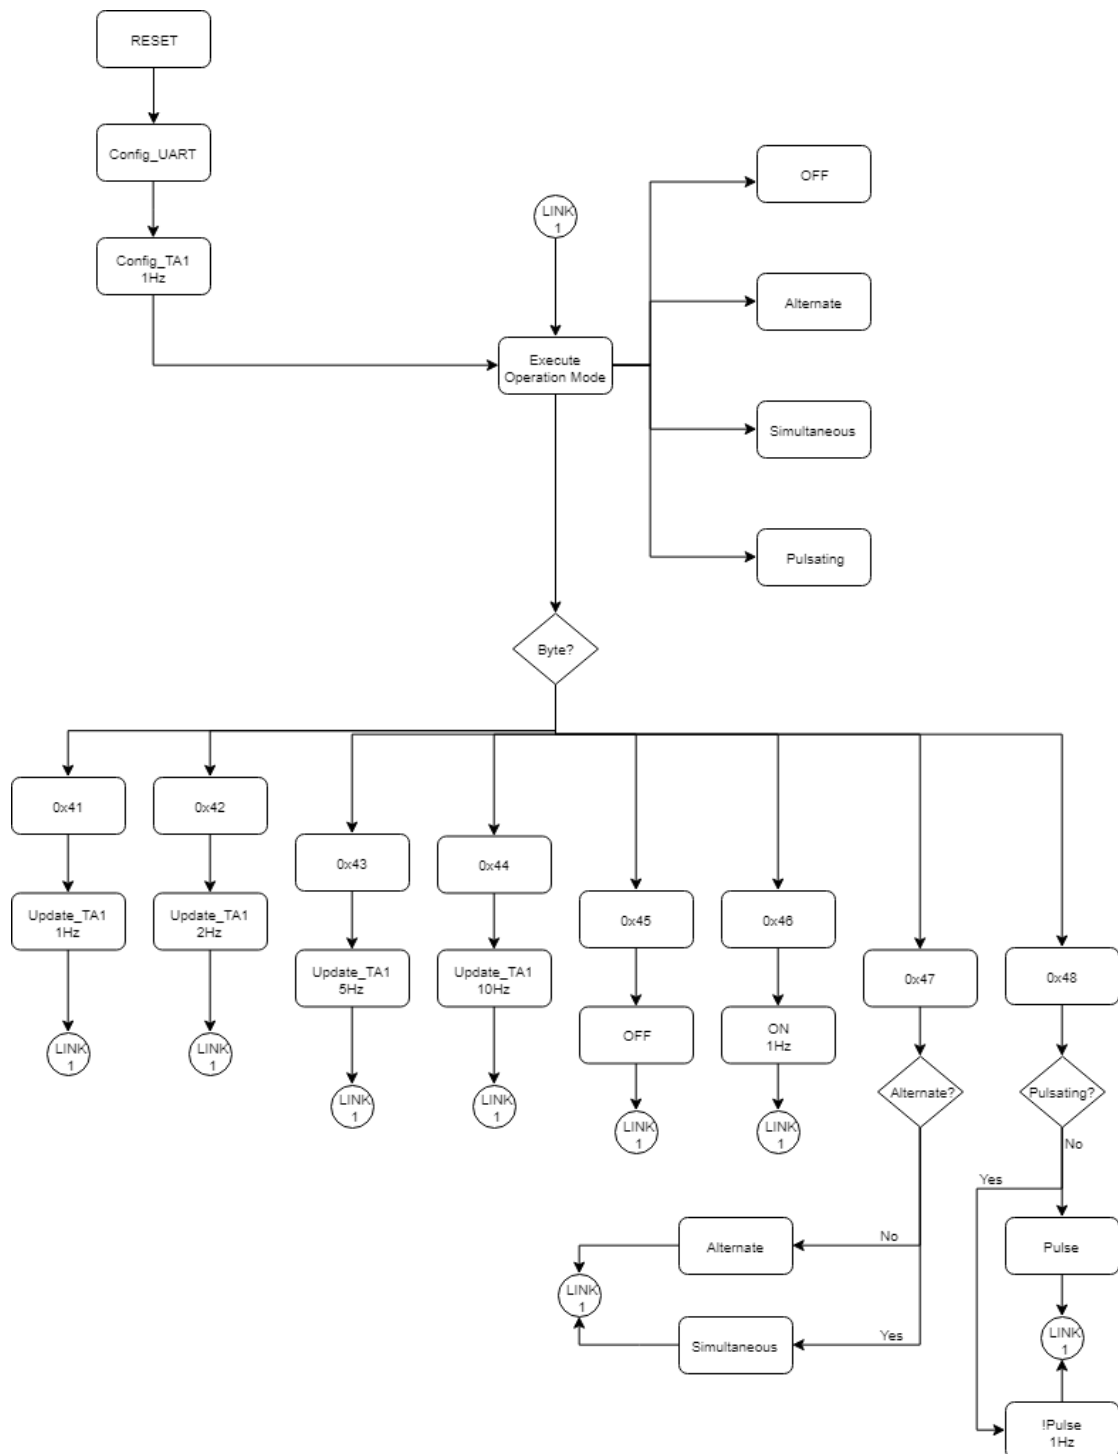 RESET
Config_UART
Config_TA1
1Hz
LINK
1
OFF
Alternate
Execute
Operation Mode
Simultaneous
Pulsating
Byte?
0x41
0x42
0x43
0x44
0x45
0x46
0x47
0x48
Update_TA1
1Hz
Update_TA1
2Hz
Update_TA1
5Hz
Update_TA1
10Hz
OFF
ON
1Hz
LINK
1
LINK
1
LINK
1
LINK
1
LINK
1
LINK
1
Alternate?
Pulsating?
No
Yes
No
Alternate
Pulse
LINK
1
LINK
1
Yes
Simultaneous
!Pulse
1Hz